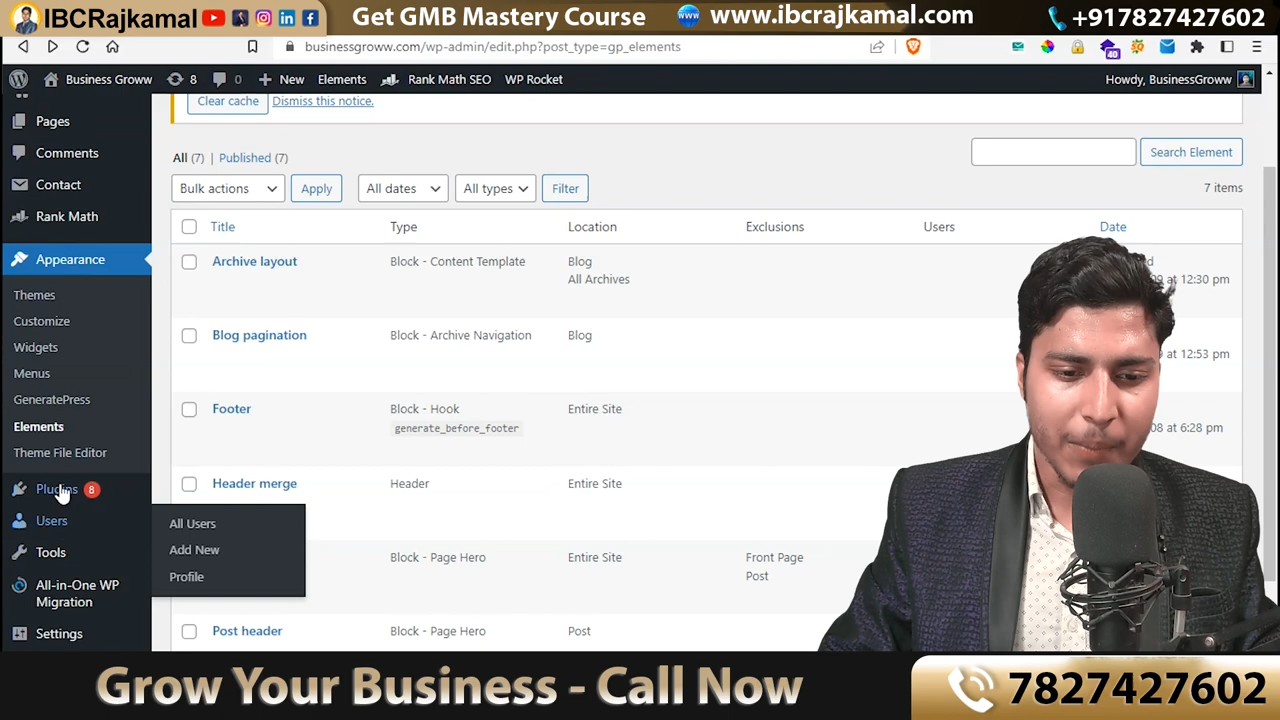 IBCRajkamal
Get GMB Mastery Course
www.ibcrajkamal.com
+917827427602
businessgroww.com/wp-admin/edit.php?post_type=gp_elements
40
Business Groww
8
0
New
Elements
Rank Math SEO
WP Rocket
Howdy, BusinessGroww
Pages
Comments
Contact
Rank Math
Appearance
Themes
Customize
Widgets
Menus
GeneratePress
Elements
Theme File Editor
Plugins 8
Users
Tools
All-in-One WP
Migration
Settings
All Users
Add New
Profile
Clear cache
Dismiss this notice.
All (7) | Published (7)
Search Element
Bulk actions
Apply
All dates
All types
Filter
7 items
Title
Type
Location
Exclusions
Users
Date
Archive layout
Block - Content Template
Blog
All Archives
at 12:30 pm
Blog pagination
Block - Archive Navigation
Blog
at 12:53 pm
Footer
Block - Hook
generate_before_footer
Entire Site
08 at 6:28 pm
Header merge
Header
Entire Site
Block - Page Hero
Entire Site
Front Page
Post
Post header
Block - Page Hero
Post
Grow Your Business - Call Now
7827427602